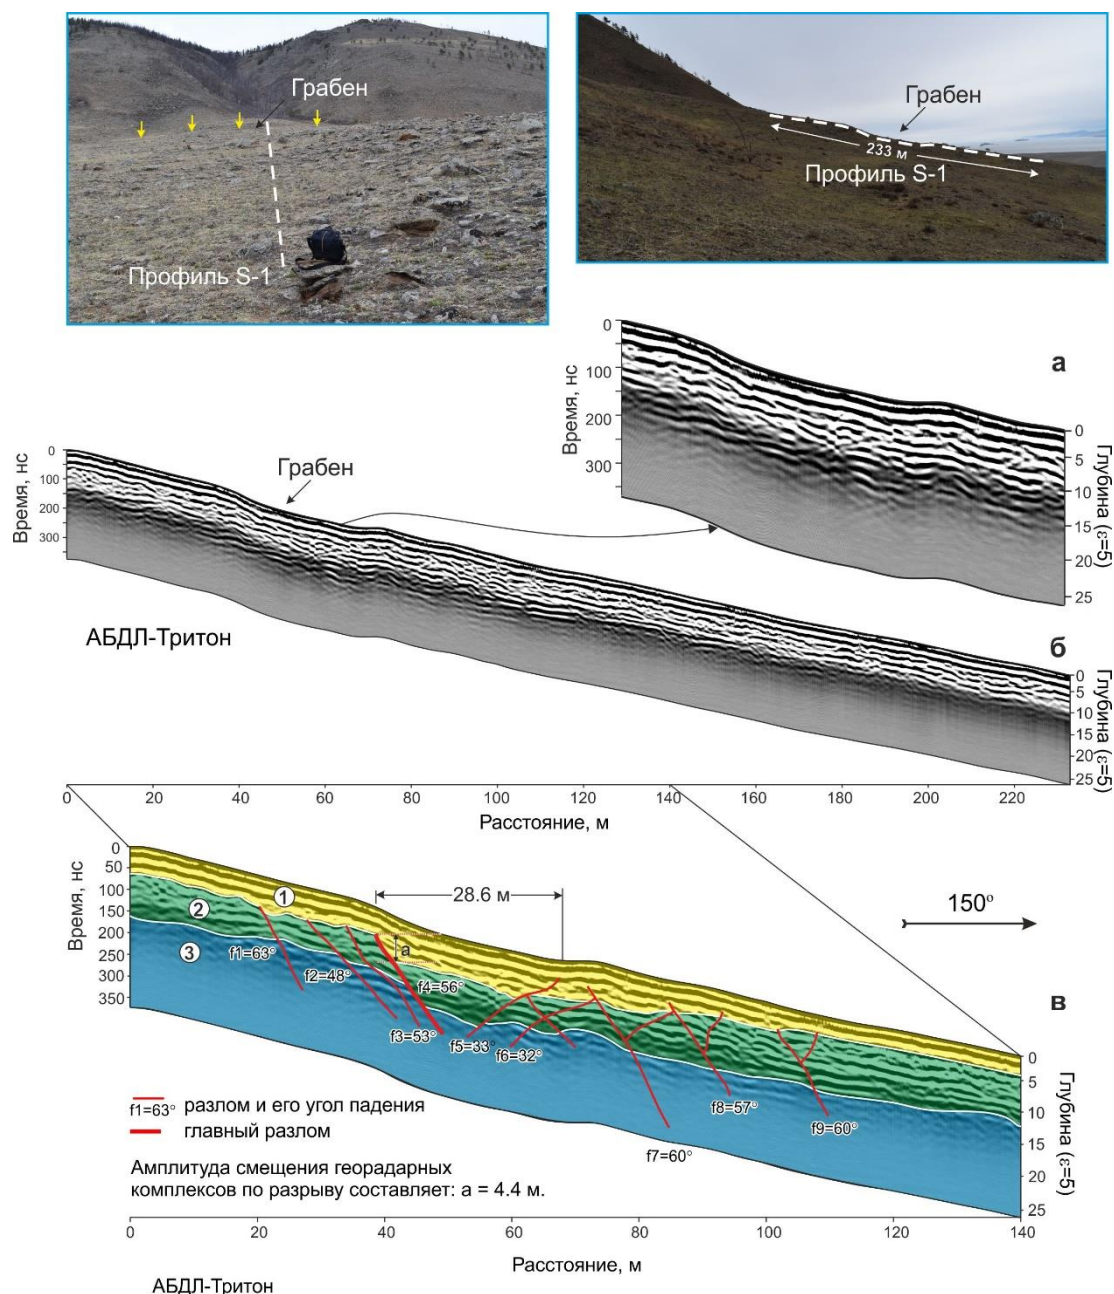 Грабен
Профиль S-1
Грабен
233 м
Профиль S-1
а
Время, нс
0
100
200
300
0
5
10
15
20
25
Глубина (ε=5)
Грабен
Время, нс
0
100
200
300
АБДЛ-Тритон
б
0
5
10
15
20
25
Глубина (ε=5)
0 20 40 60 80 100 120 140 160 180 200 220
Расстояние, м
Время, нс
0
50
100
150
200
250
300
350
1
2
3
28.6 м
а
150°
в
f1=63°
f2=48°
f3=53°
f4=56°
f5=33°
f6=32°
f7=60°
f8=57°
f9=60°
0
5
10
15
20
25
Глубина (ε=5)
f1=63° разлом и его угол падения
главный разлом
Амплитуда смещения георадарных
комплексов по разрыву составляет: а = 4.4 м.
0 20 40 60 80 100 120 140
Расстояние, м
АБДЛ-Тритон